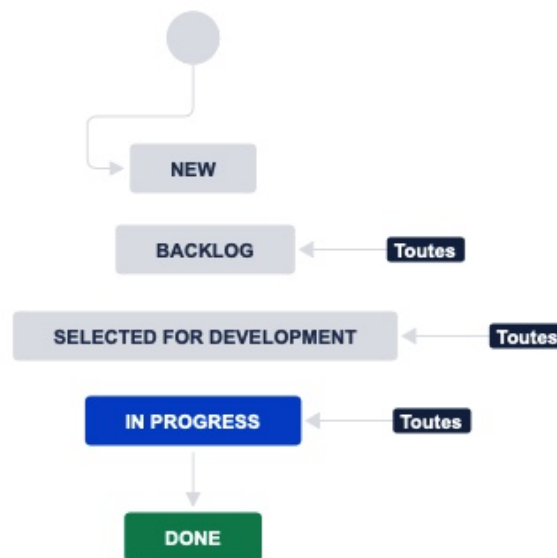 NEW
BACKLOG
Toutes
SELECTED FOR DEVELOPMENT
Toutes
IN PROGRESS
Toutes
DONE